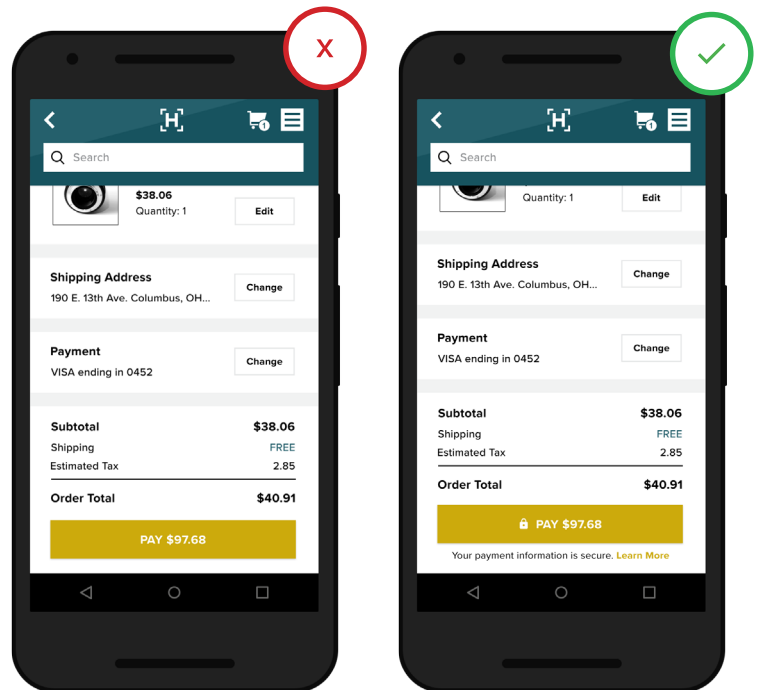 X
[H]
1
Search
$38.06
Quantity: 1
Edit
Shipping Address
190 E. 13th Ave. Columbus, OH...
Change
Payment
VISA ending in 0452
Change
Subtotal $38.06
Shipping FREE
Estimated Tax 2.85
Order Total $40.91
PAY $97.68
[H]
1
Search
Quantity: 1
Edit
Shipping Address
190 E. 13th Ave. Columbus, OH...
Change
Payment
VISA ending in 0452
Change
Subtotal $38.06
Shipping FREE
Estimated Tax 2.85
Order Total $40.91
PAY $97.68
Your payment information is secure. Learn More